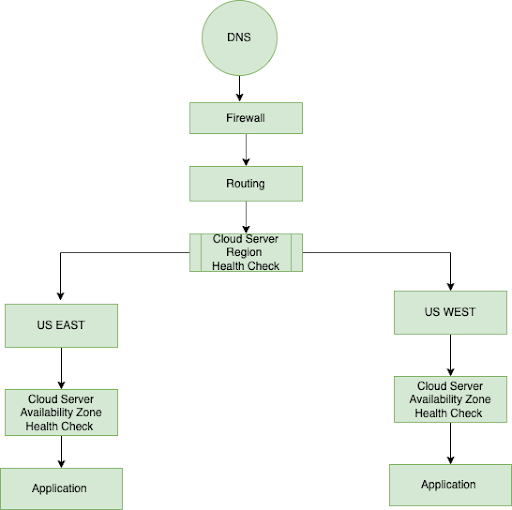 DNS
Firewall
Routing
Cloud Server
Region
Health Check
US EAST
US WEST
Cloud Server
Availability Zone
Health Check
Cloud Server
Availability Zone
Health Check
Application
Application